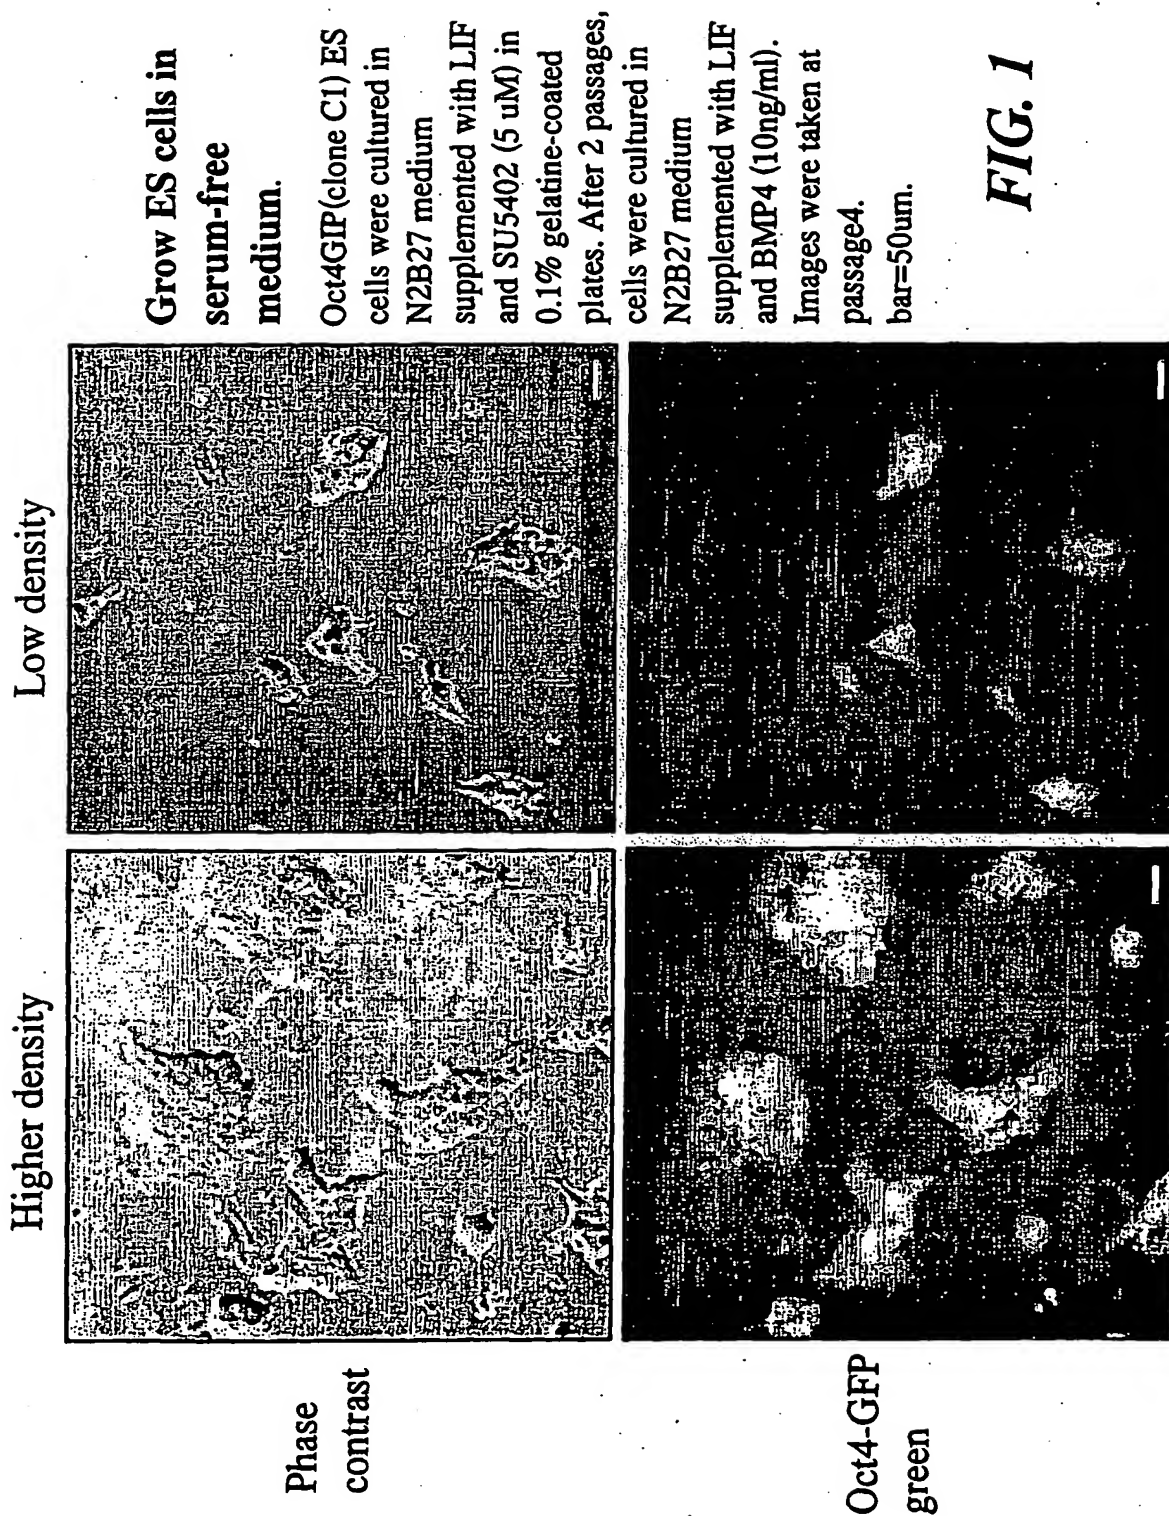 Higher density
Low density
Phase
contrast
Oct4-GFP
green
Grow ES cells in
serum-free
medium.
Oct4GIP(clone C1) ES
cells were cultured in
N2B27 medium
supplemented with LIF
and SU5402 (5 uM) in
0.1% gelatine-coated
plates. After 2 passages,
cells were cultured in
N2B27 medium
supplemented with LIF
and BMP4 (10ng/ml).
Images were taken at
passage4.
bar=50um.
FIG. 1